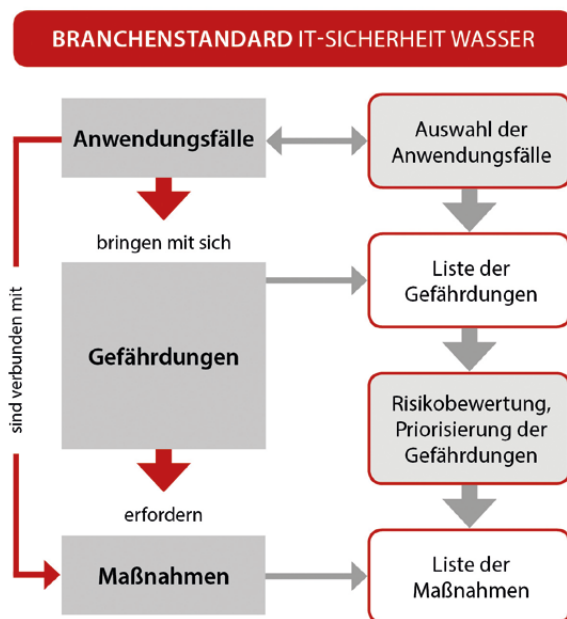 BRANCHENSTANDARD IT-SICHERHEIT WASSER
Anwendungsfälle
bringen mit sich
Gefährdungen
erfordern
Maßnahmen
sind verbunden mit
Auswahl der
Anwendungsfälle
Liste der
Gefährdungen
Risikobewertung,
Priorisierung der
Gefährdungen
Liste der
Maßnahmen